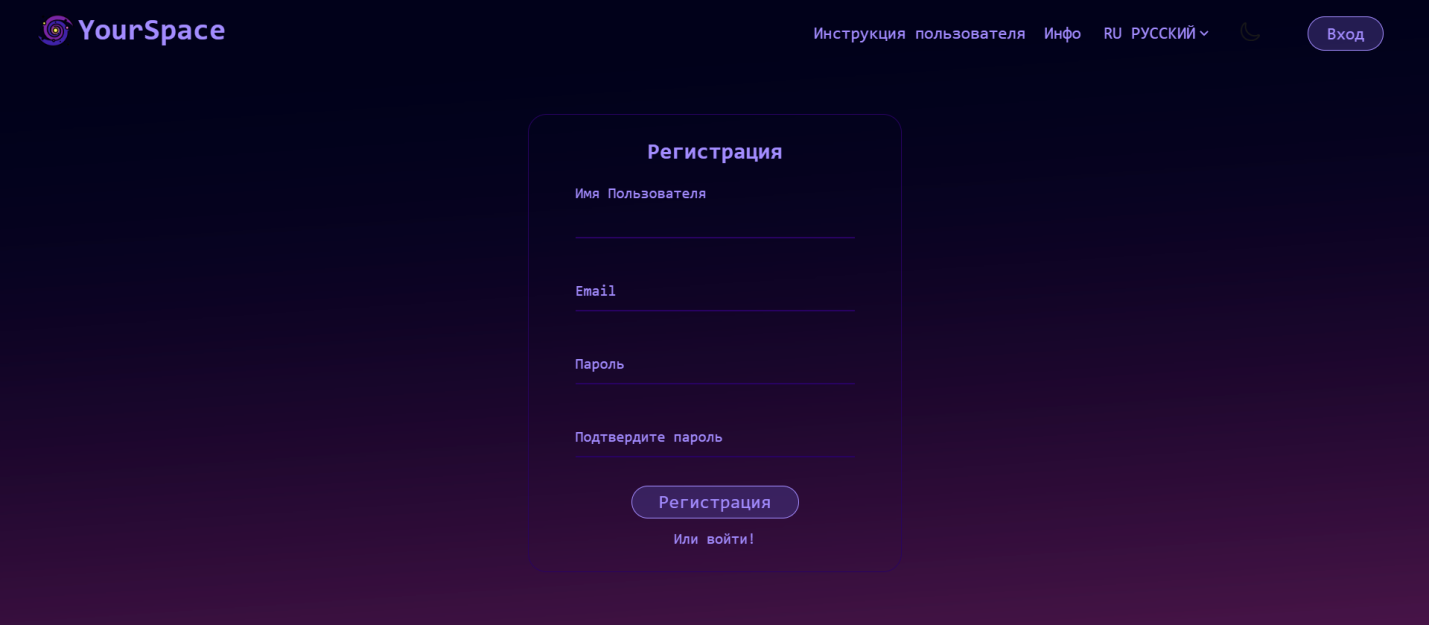 YourSpace
Инструкция пользователя Инфо RU РУССКИЙ Вход
Регистрация
Имя Пользователя
Email
Пароль
Подтвердите пароль
Регистрация
Или войти!